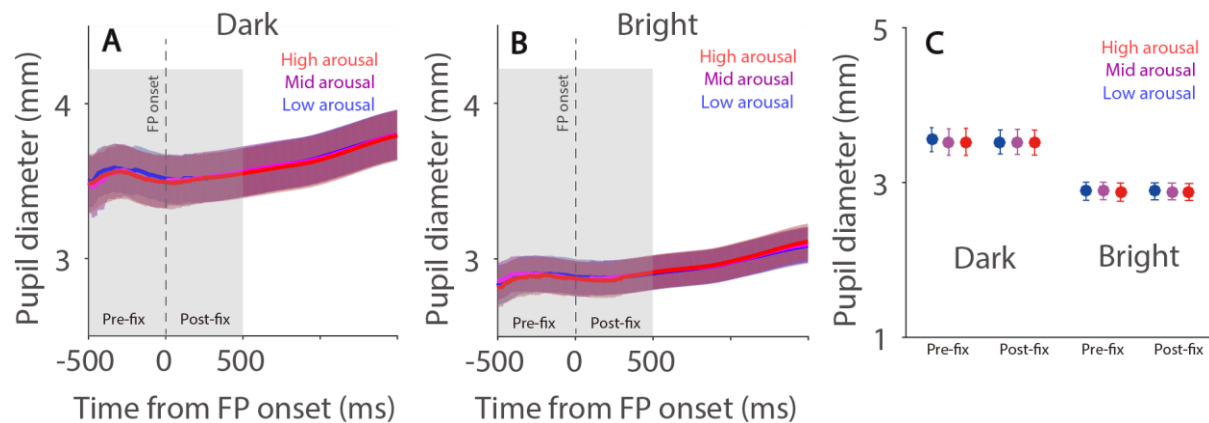 A
Dark
High arousal
Mid arousal
Low arousal
FP onset
Pupil diameter (mm)
4
3
Pre-fix
Post-fix
-500
0
500
Time from FP onset (ms)
B
Bright
High arousal
Mid arousal
Low arousal
FP onset
Pupil diameter (mm)
4
3
Pre-fix
Post-fix
-500
0
500
Time from FP onset (ms)
C
High arousal
Mid arousal
Low arousal
Pupil diameter (mm)
5
3
1
Dark
Bright
Pre-fix
Post-fix
Pre-fix
Post-fix